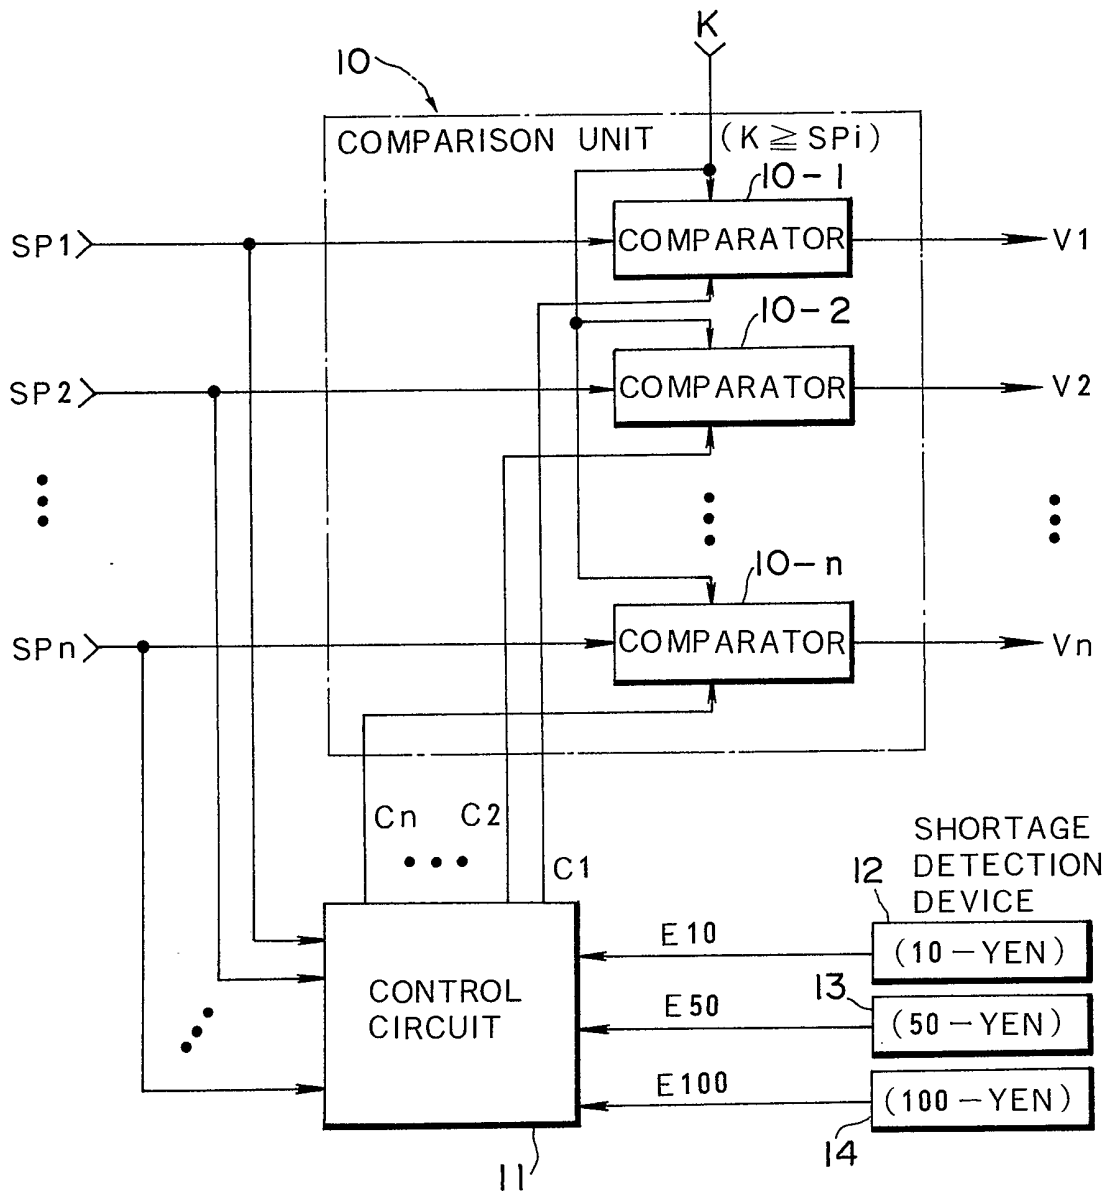 K
10
COMPARISON UNIT (K ≧ SPi)
10-1
SP1
COMPARATOR
V1
10-2
SP2
COMPARATOR
V2
10-n
SPn
COMPARATOR
Vn
Cn
C2
C1
SHORTAGE
DETECTION
DEVICE
12
E10
(10-YEN)
CONTROL
CIRCUIT
13
E50
(50-YEN)
E100
(100-YEN)
14
11